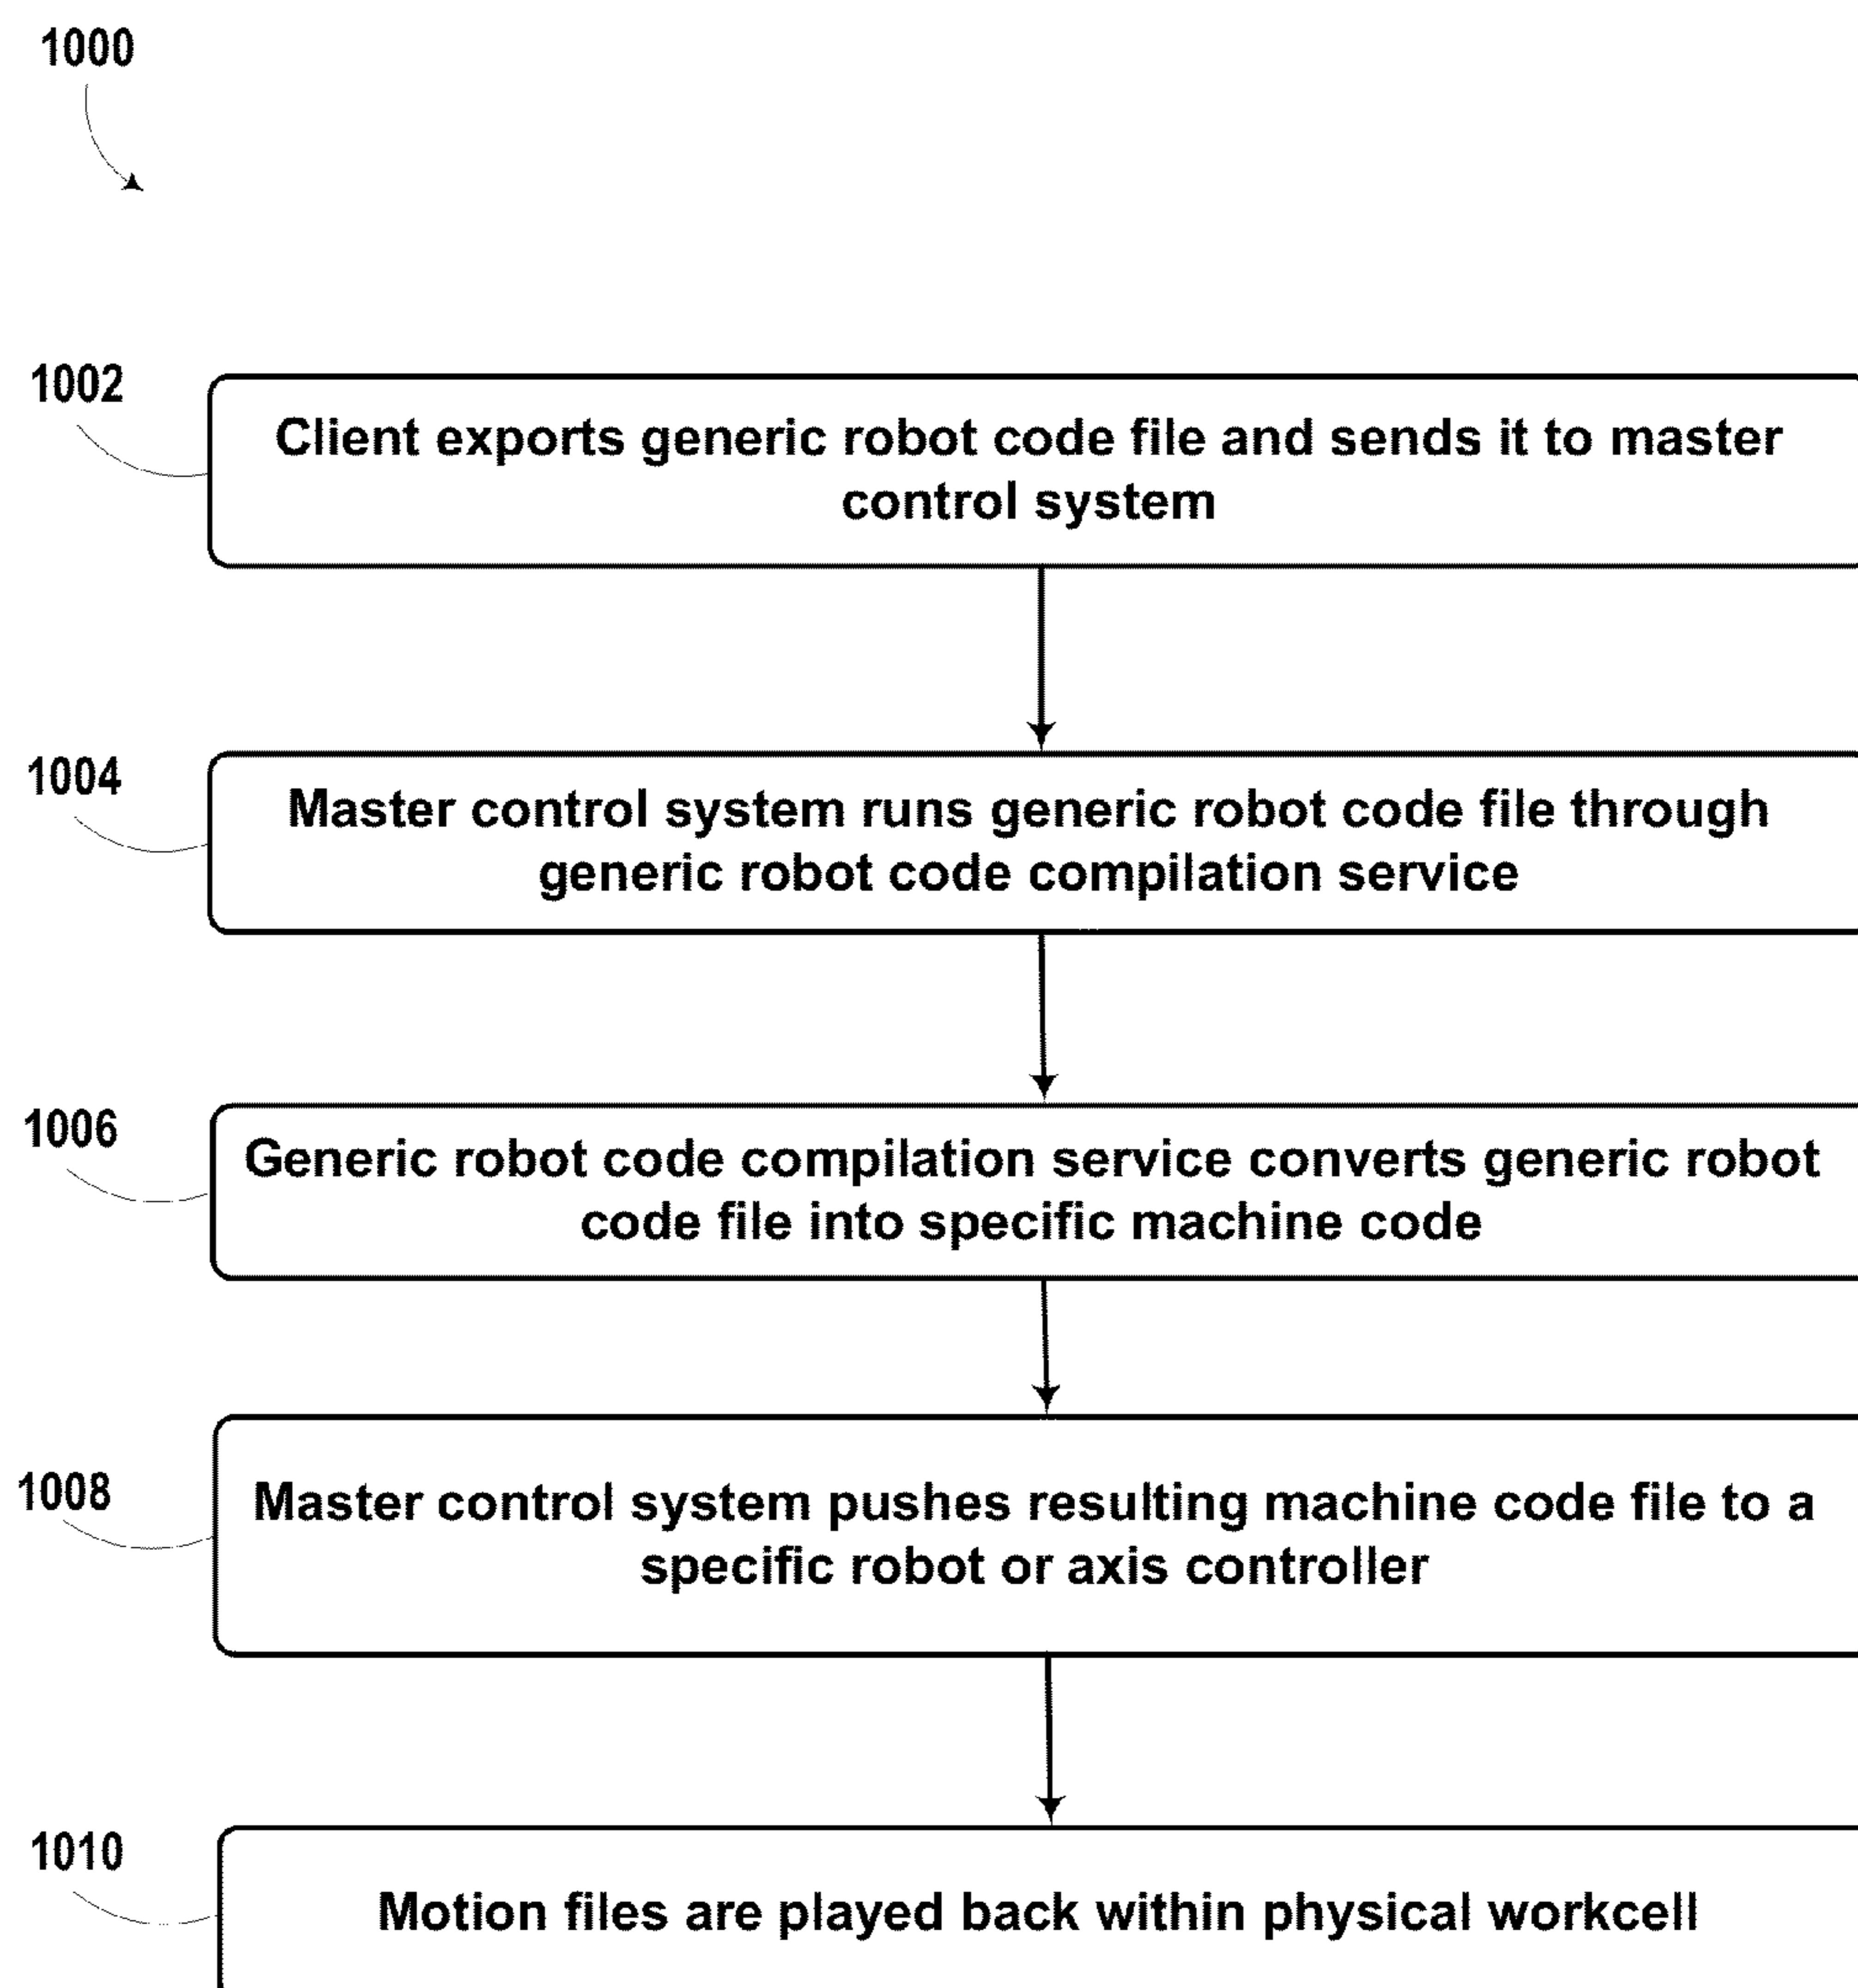 1000
1002
Client exports generic robot code file and sends it to master
control system
1004
Master control system runs generic robot code file through
generic robot code compilation service
1006
Generic robot code compilation service converts generic robot
code file into specific machine code
1008
Master control system pushes resulting machine code file to a
specific robot or axis controller
1010
Motion files are played back within physical workcell